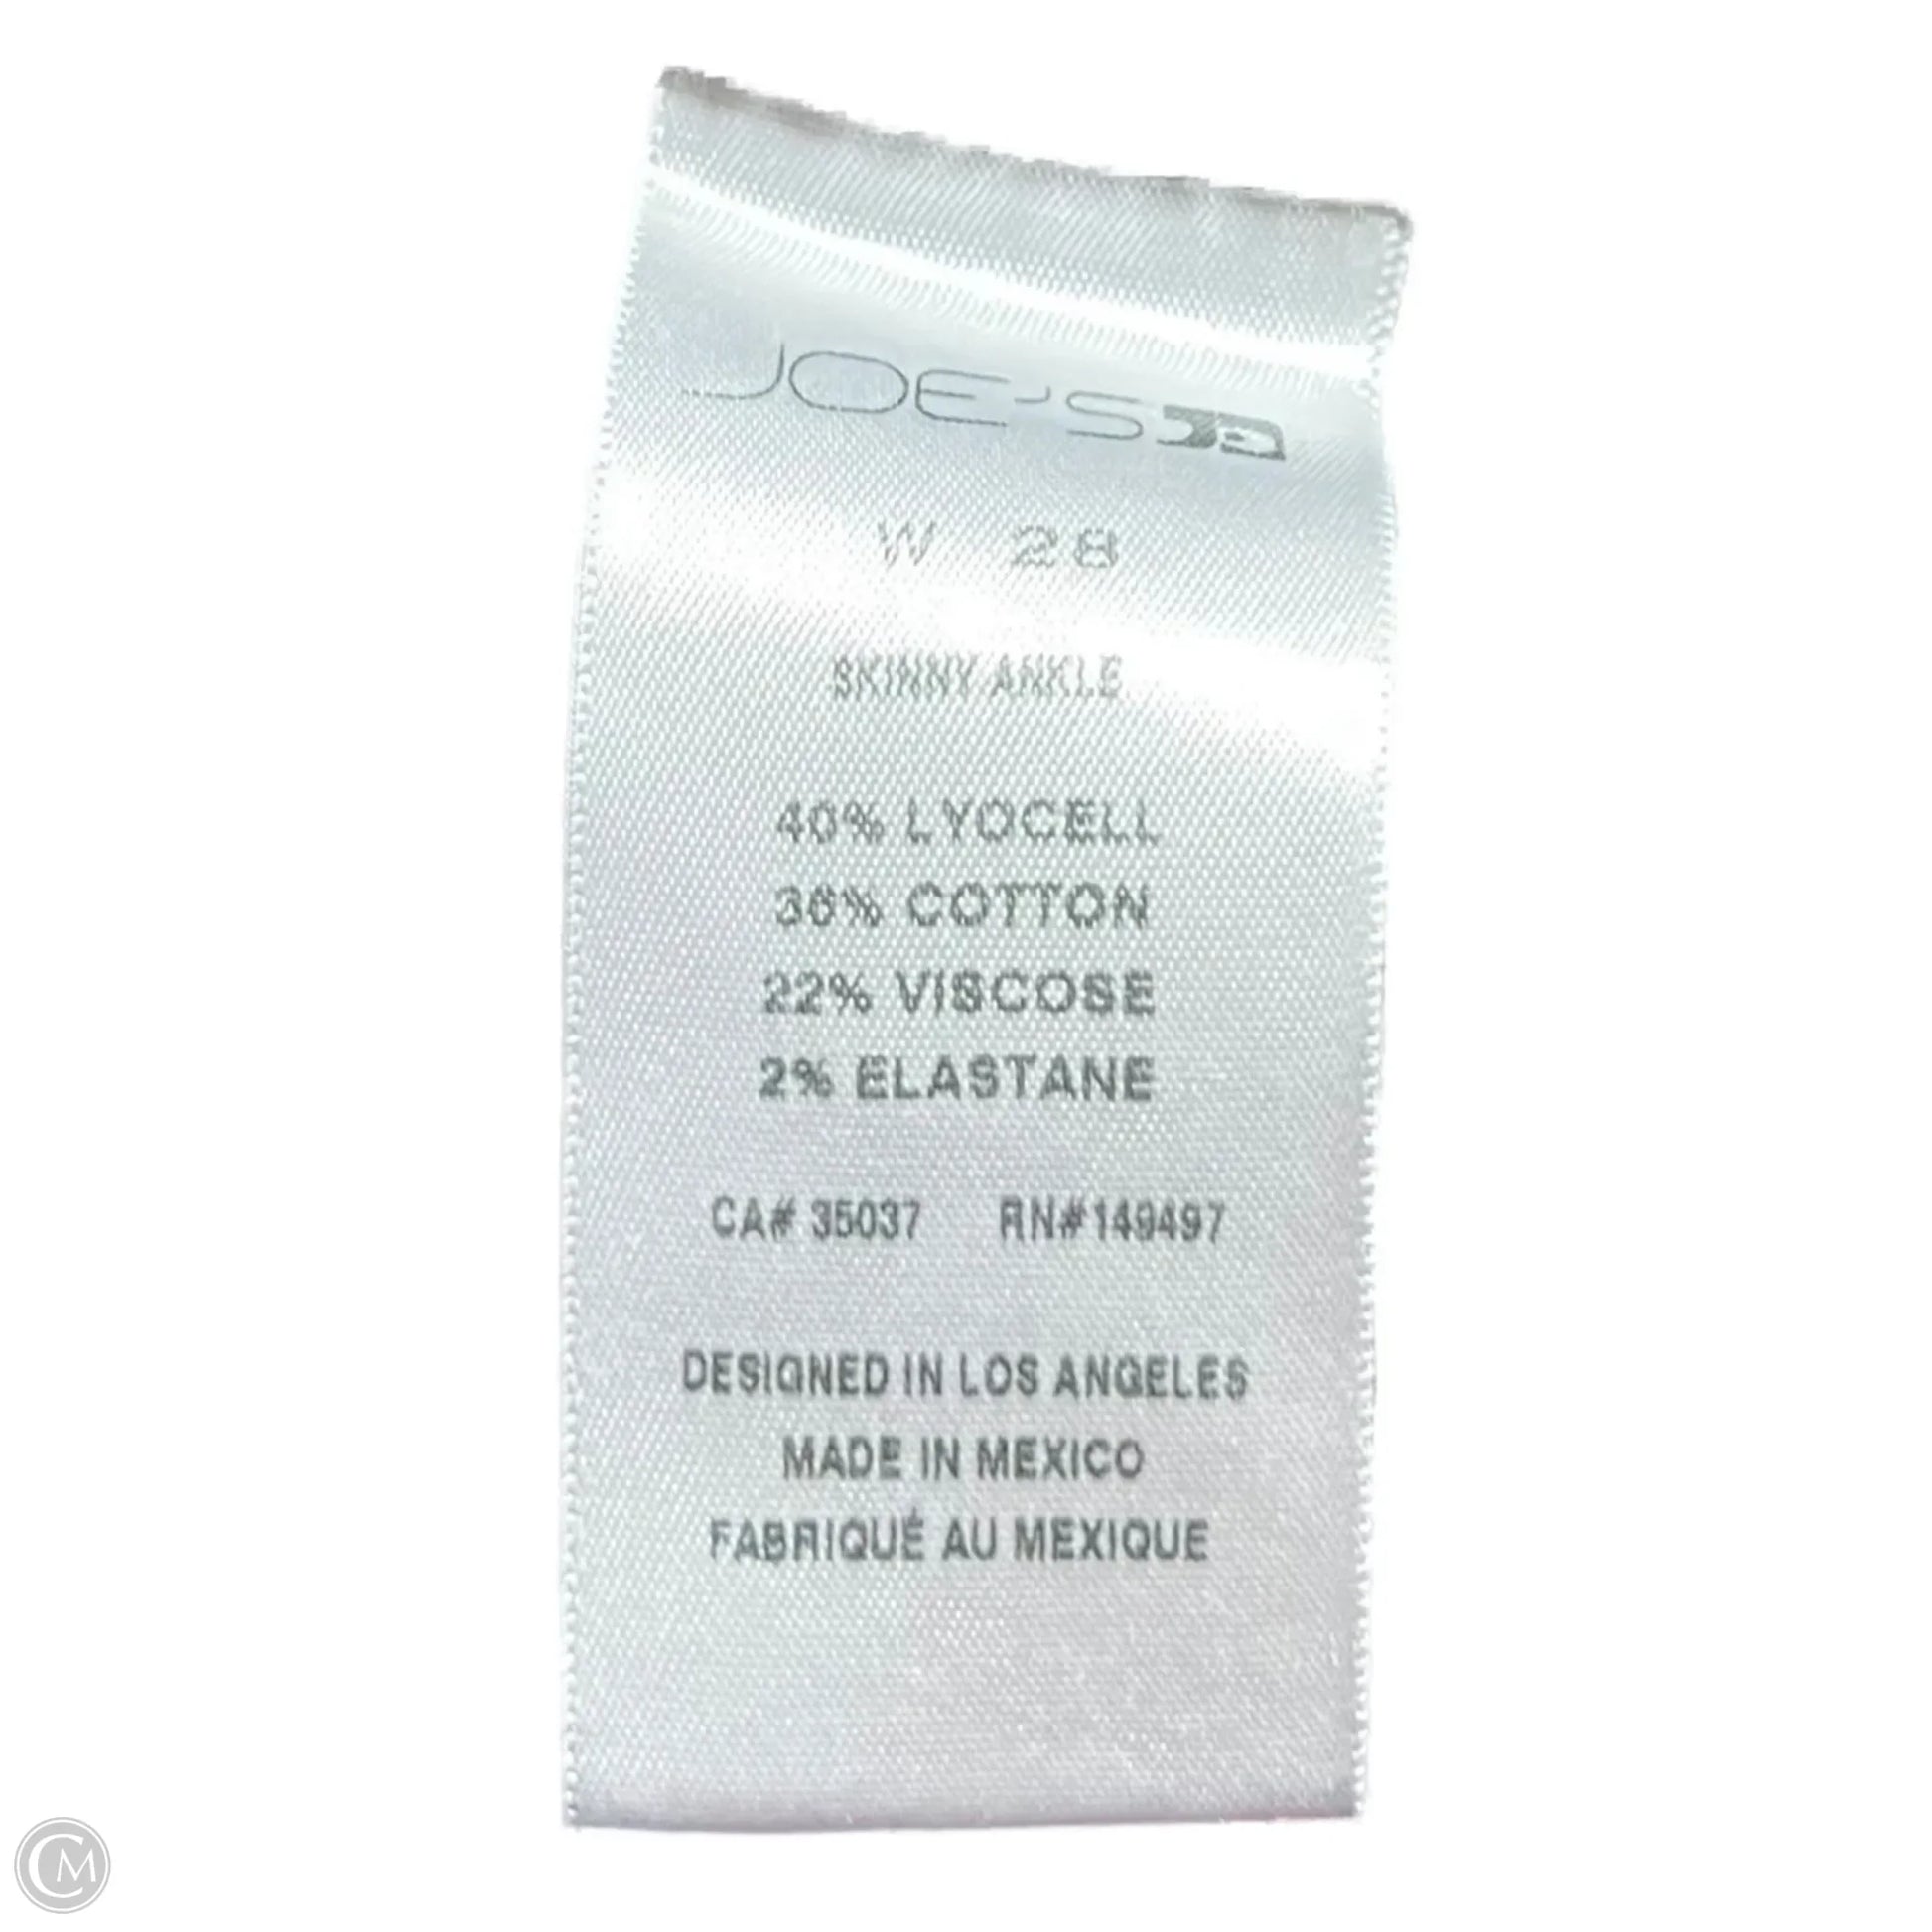 JOE'S
W 28
SKINNY ANKLE
40% LYOCELL
36% COTTON
22% VISCOSE
2% ELASTANE
CA# 35037 RN#149497
DESIGNED IN LOS ANGELES
MADE IN MEXICO
FABRIQUÉ AU MEXIQUE
CM